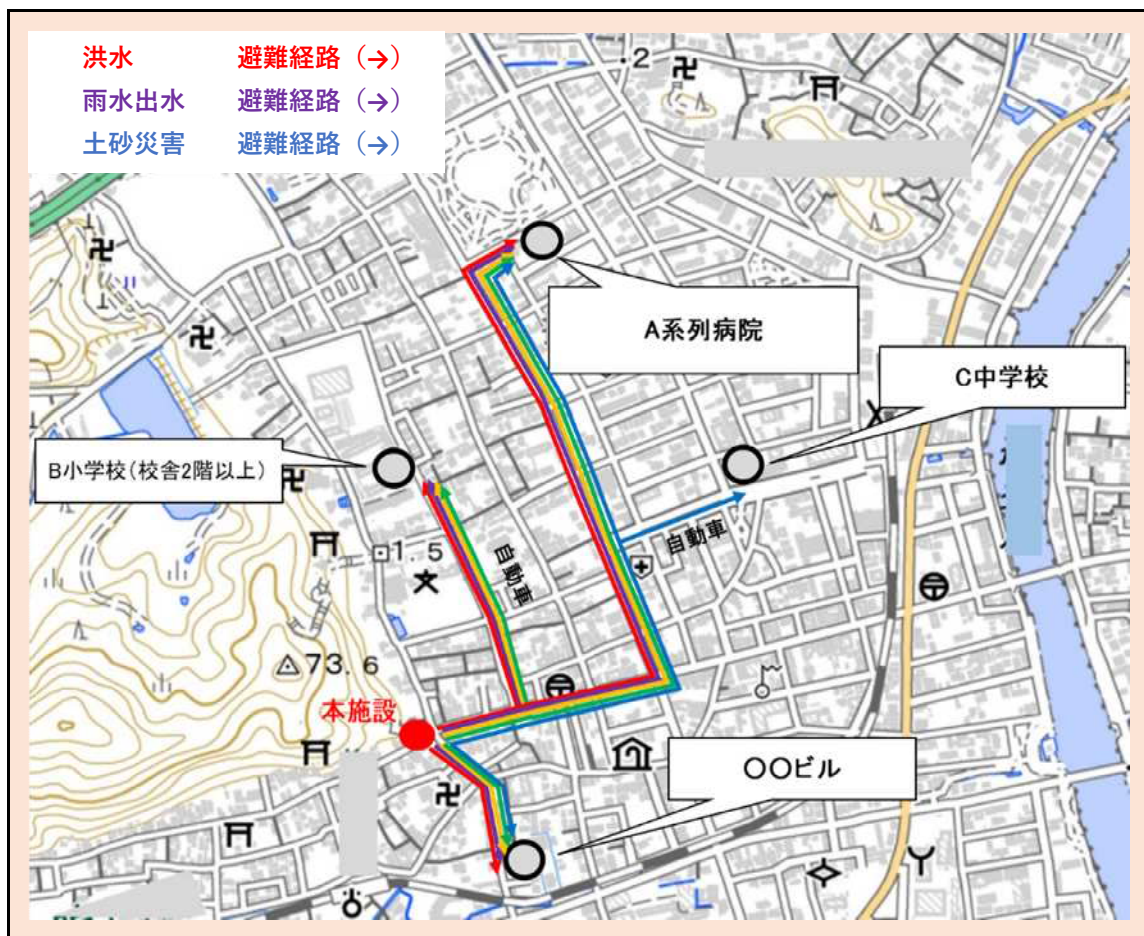 洪水 避難経路（→）
雨水出水 避難経路（→）
土砂災害 避難経路（→）
.2
A系列病院
C中学校
B小学校(校舎2階以上)
1.5
自動車
自動車
73.6
本施設
〇〇ビル